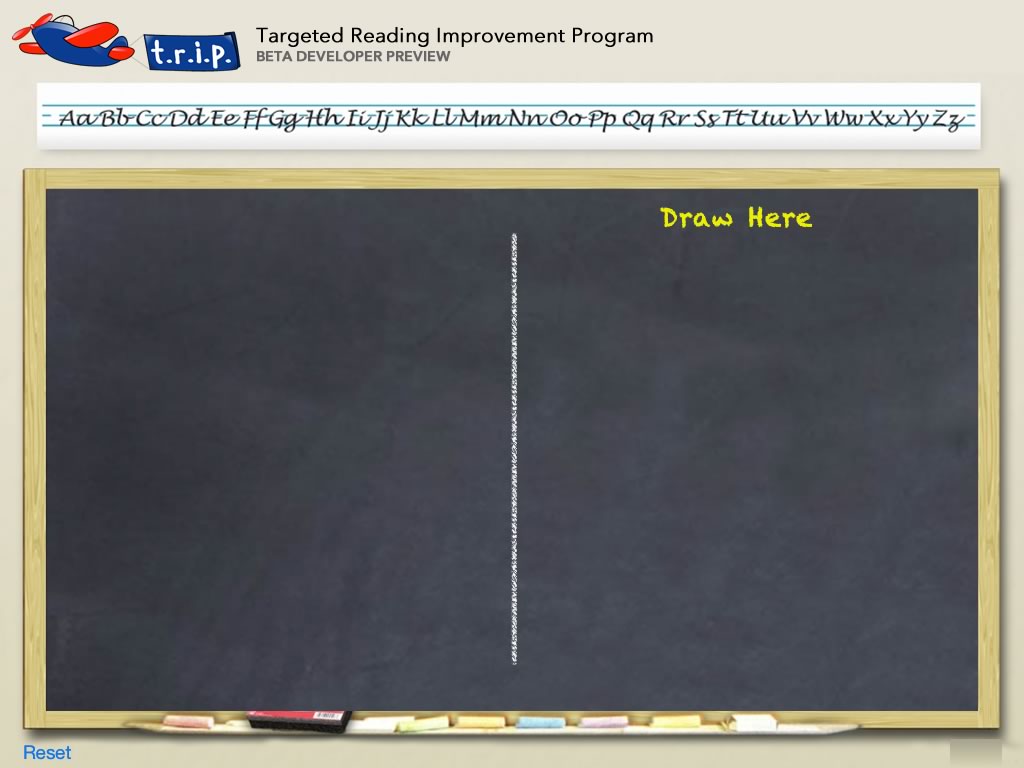 t.r.i.p.
Targeted Reading Improvement Program
BETA DEVELOPER PREVIEW
Aa Bb Cc Dd Ee Ff Gg Hh Ii Jj Kk Ll Mm Nn Oo Pp Qq Rr Ss Tt Uu Vv Ww Xx Yy Zz
Draw Here
Reset